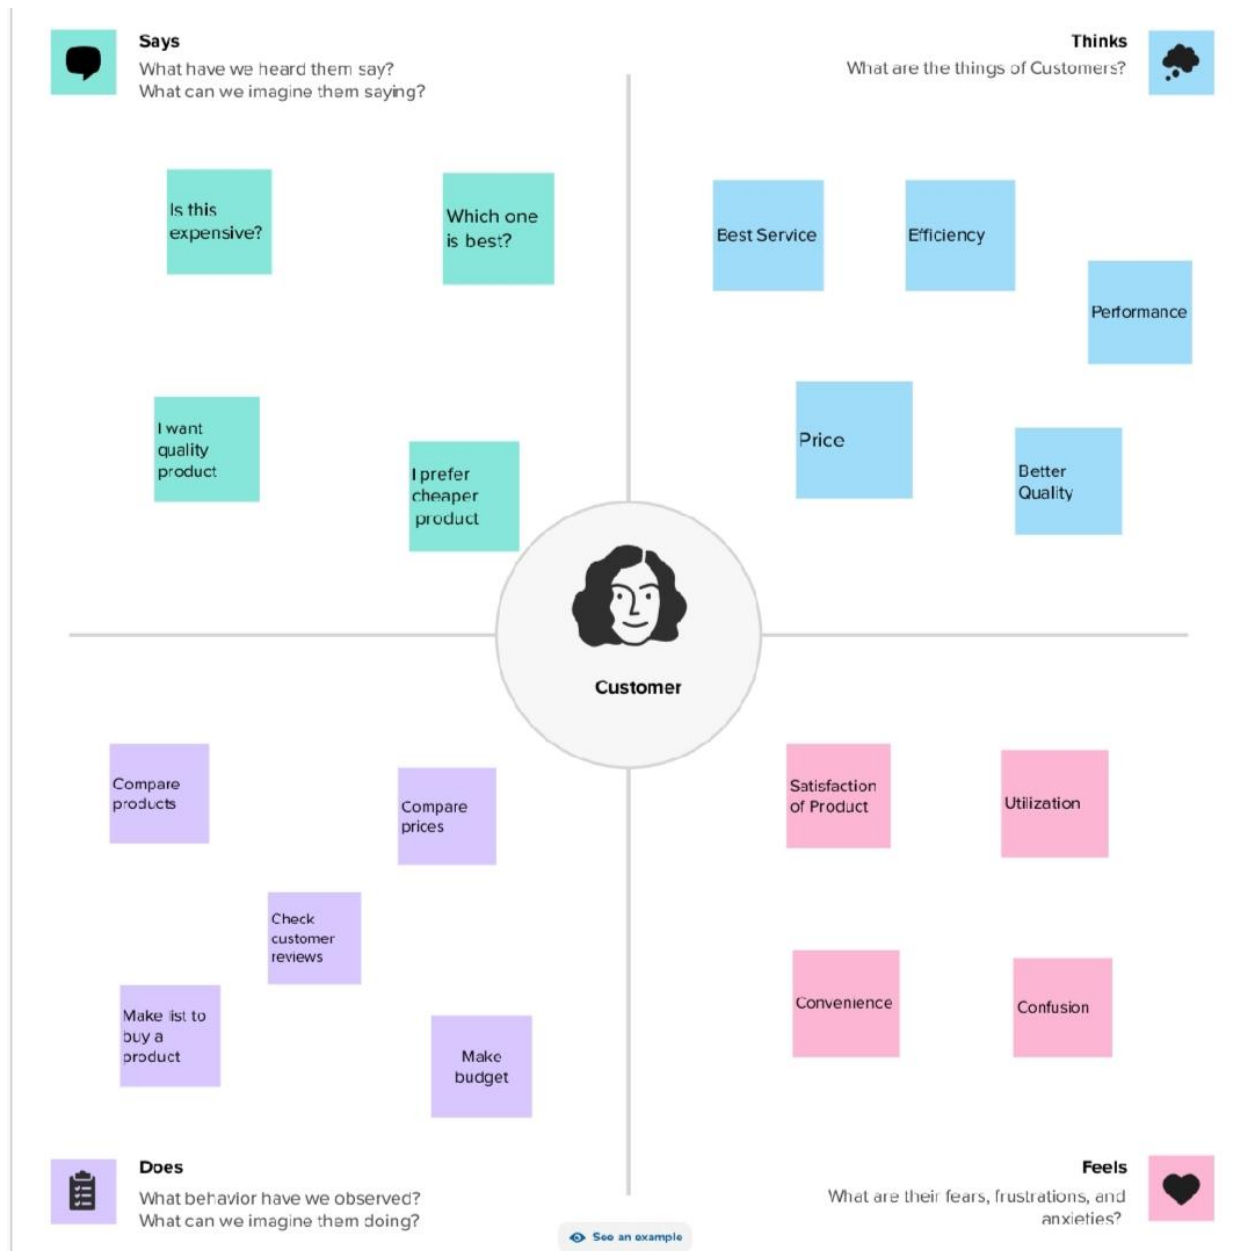 Says
What have we heard them say?
What can we imagine them saying?
Thinks
What are the things of Customers?
Is this
expensive?
Which one
is best?
I want
quality
product
I prefer
cheaper
product
Best Service
Efficiency
Performance
Price
Better
Quality
Customer
Compare
products
Compare
prices
Check
customer
reviews
Make list to
buy a
product
Make
budget
Satisfaction
of Product
Utilization
Convenience
Confusion
Does
What behavior have we observed?
What can we imagine them doing?
Feels
What are their fears, frustrations, and
anxieties?
See an example